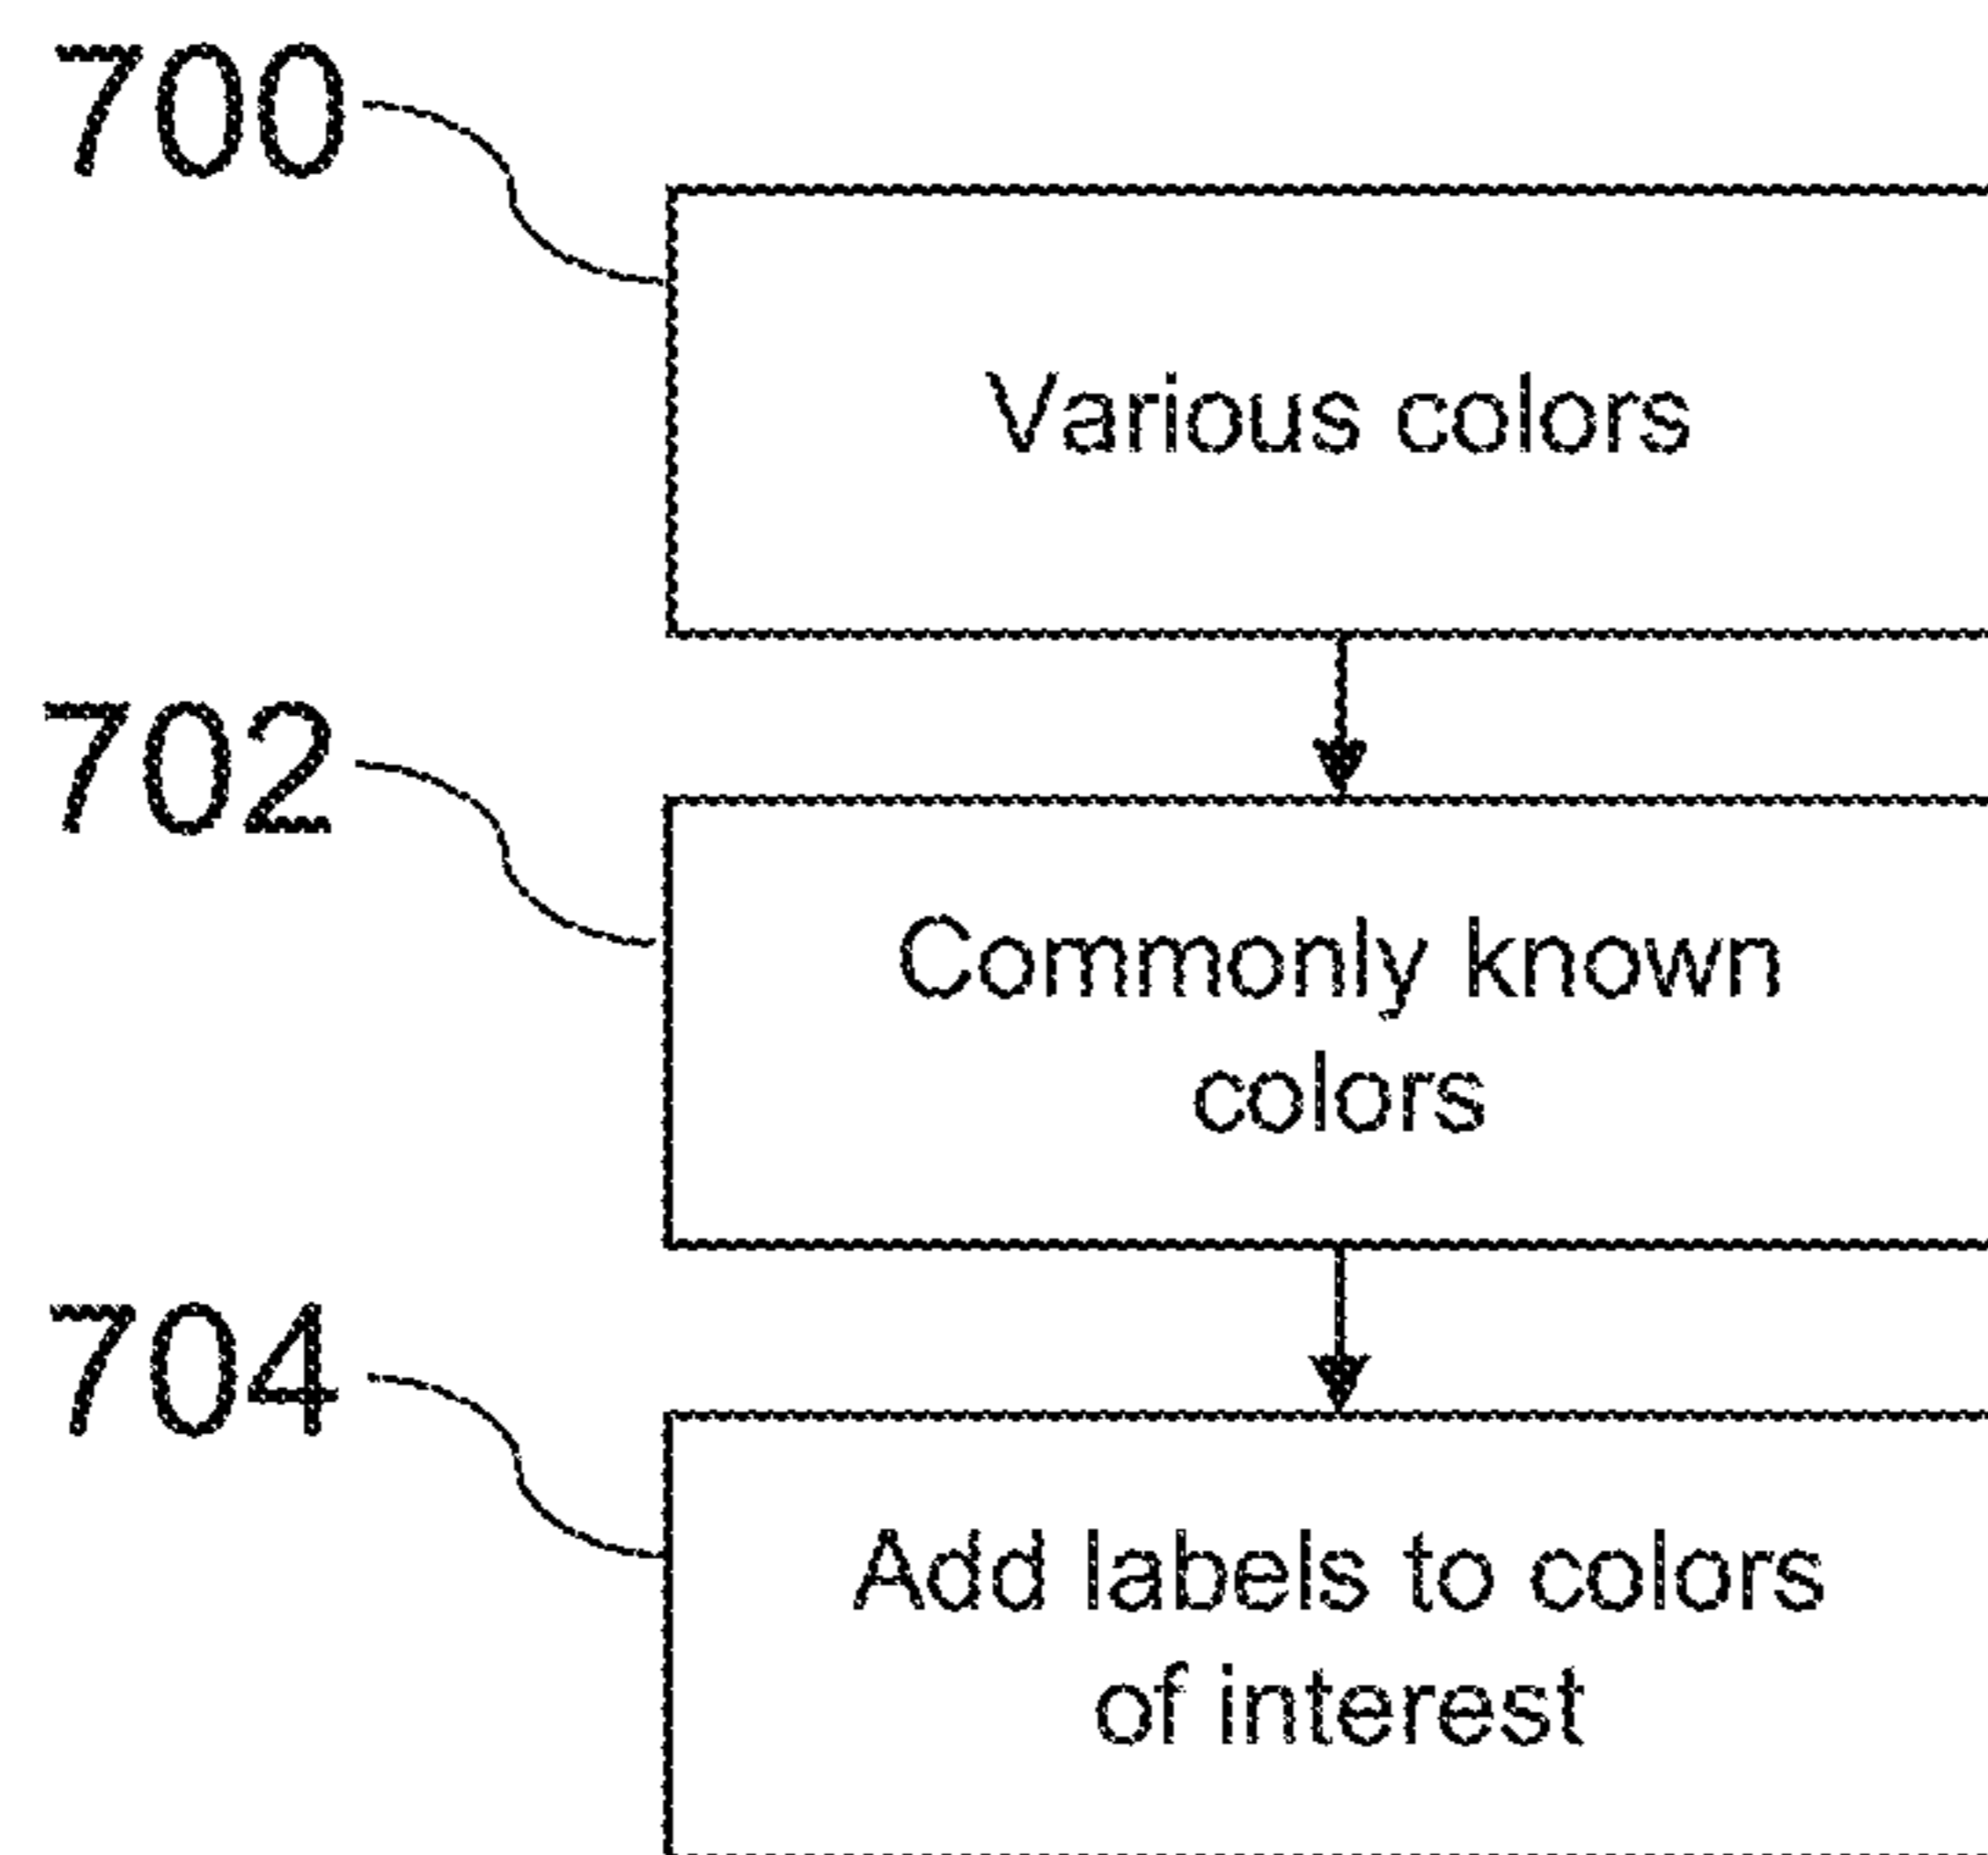 700
Various colors
702
Commonly known
colors
704
Add labels to colors
of interest